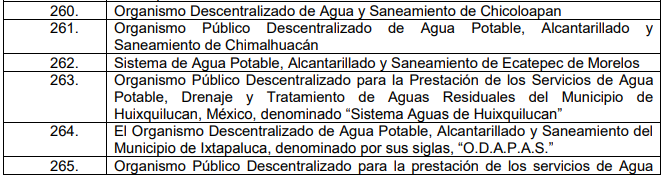 260. Organismo Descentralizado de Agua y Saneamiento de Chicoloapan
261. Organismo Público Descentralizado de Agua Potable, Alcantarillado y
Saneamiento de Chimalhuacán
262. Sistema de Agua Potable, Alcantarillado y Saneamiento de Ecatepec de Morelos
263. Organismo Público Descentralizado para la Prestación de los Servicios de Agua
Potable, Drenaje y Tratamiento de Aguas Residuales del Municipio de
Huixquilucan, México, denominado “Sistema Aguas de Huixquilucan”
264. El Organismo Descentralizado de Agua Potable, Alcantarillado y Saneamiento del
Municipio de Ixtapaluca, denominado por sus siglas, “O.D.A.P.A.S.”
265. Organismo Público Descentralizado para la prestación de los servicios de Agua